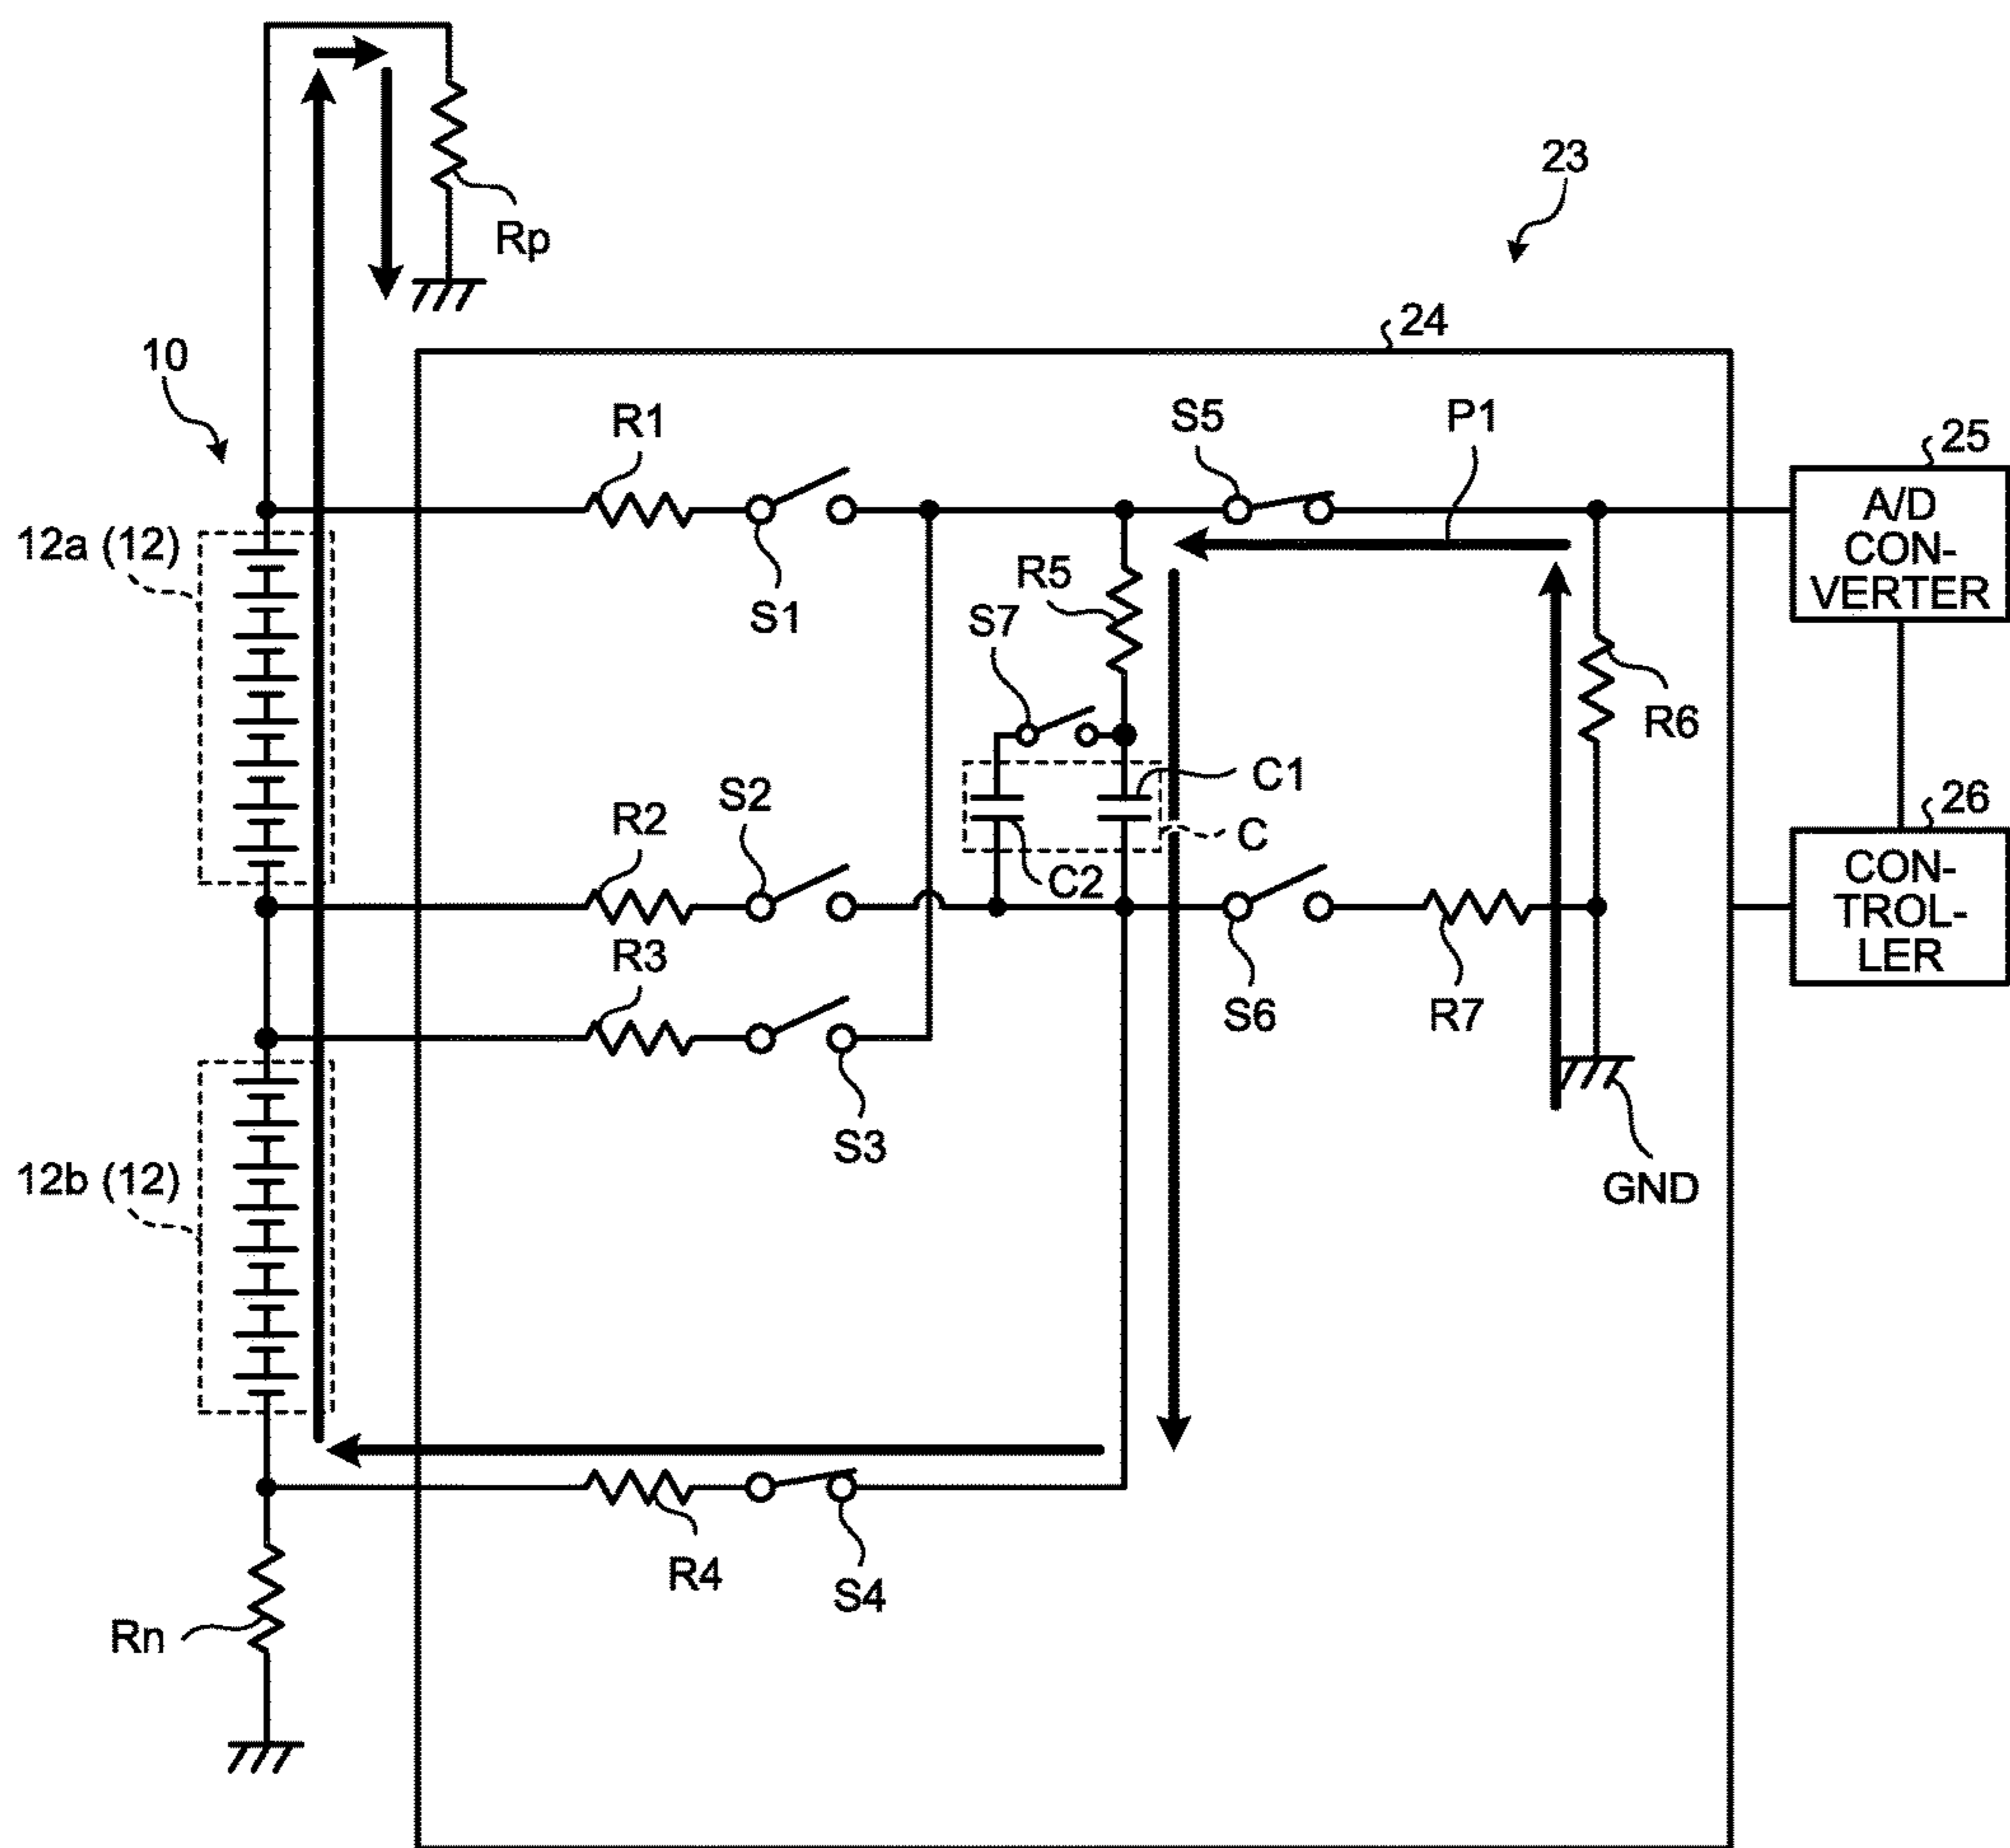 Rp
23
24
10
R1
S5
P1
25
12a (12)
A/D
CON-
VERTER
S1
R5
S7
R6
S2
C1
26
R2
C
C2
CON-
TROL-
LER
R3
S6
R7
S3
12b (12)
GND
R4
S4
Rn